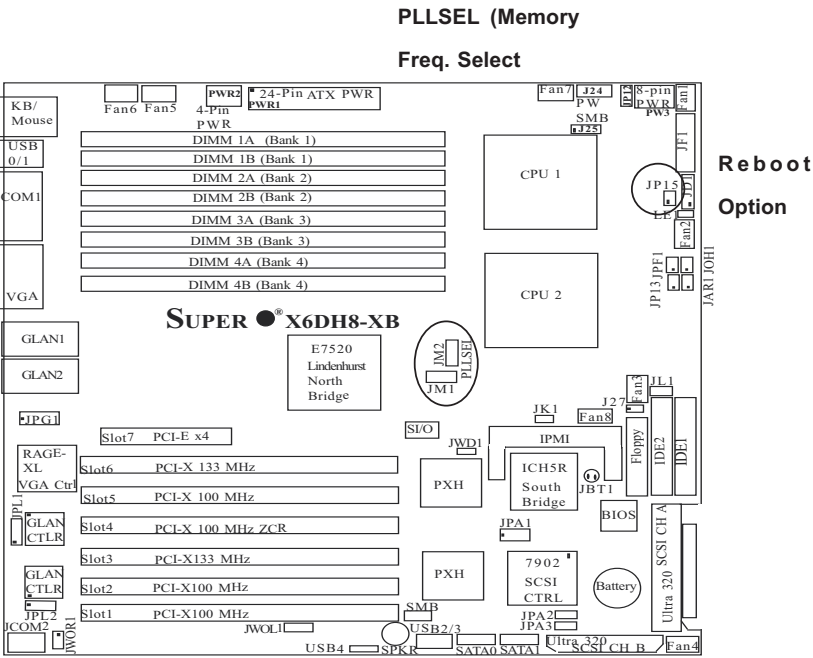 PLLSEL (Memory
Freq. Select
KB/
Mouse
Fan6
Fan5
PWR2
4-Pin
PWR
24-Pin ATX PWR
PWR1
Fan7
J24
PW
SMB
J25
JP12
8-pin
PWR
PW3
Fan1
USB
0/1
COM1
VGA
DIMM 1A (Bank 1)
DIMM 1B (Bank 1)
DIMM 2A (Bank 2)
DIMM 2B (Bank 2)
DIMM 3A (Bank 3)
DIMM 3B (Bank 3)
DIMM 4A (Bank 4)
DIMM 4B (Bank 4)
CPU 1
JF1
JP15
JD1
LE1
Fan2
Reboot
Option
CPU 2
JP13
JPF1
JAR1
JOH1
SUPER ®X6DH8-XB
GLAN1
GLAN2
E7520
Lindenhurst
North
Bridge
JM2
PLLSEl
JM1
Fan3
JL1
J27
Fan8
JK1
JPG1
Slot7 PCI-E x4
SI/O
JWD1
IPMI
Floppy
IDE2
IDE1
RAGE-
XL
VGA Ctrl
Slot6 PCI-X 133 MHz
Slot5 PCI-X 100 MHz
PXH
ICH5R
South
Bridge
JBT1
BIOS
JPL1
GLAN
CTLR
Slot4 PCI-X 100 MHz ZCR
JPA1
Ultra 320 SCSI CH A
Slot3 PCI-X133 MHz
GLAN
CTLR
Slot2 PCI-X100 MHz
PXH
7902
SCSI
CTRL
Battery
JPL2
Slot1 PCI-X100 MHz
SMB
JPA2
JPA3
JCOM2
JWOR1
JWOL1
USB4
SPKR
USB2/3
SATA0
SATA1
Ultra 320
SCSI CH B
Fan4